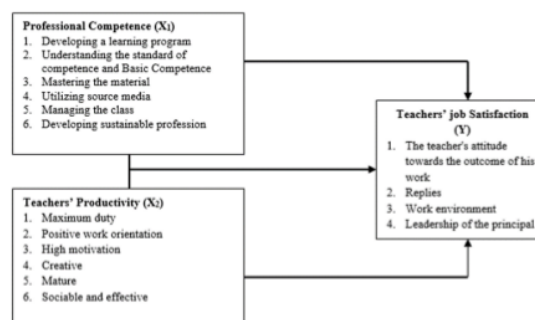 Professional Competence (X1)
1. Developing a learning program
2. Understanding the standard of
competence and Basic Competence
3. Mastering the material
4. Utilizing source media
5. Managing the class
6. Developing sustainable profession
Teachers' Productivity (X2)
1. Maximum duty
2. Positive work orientation
3. High motivation
4. Creative
5. Mature
6. Sociable and effective
Teachers' job Satisfaction
(Y)
1. The teacher's attitude
towards the outcome of his
work
2. Replies
3. Work environment
4. Leadership of the principal